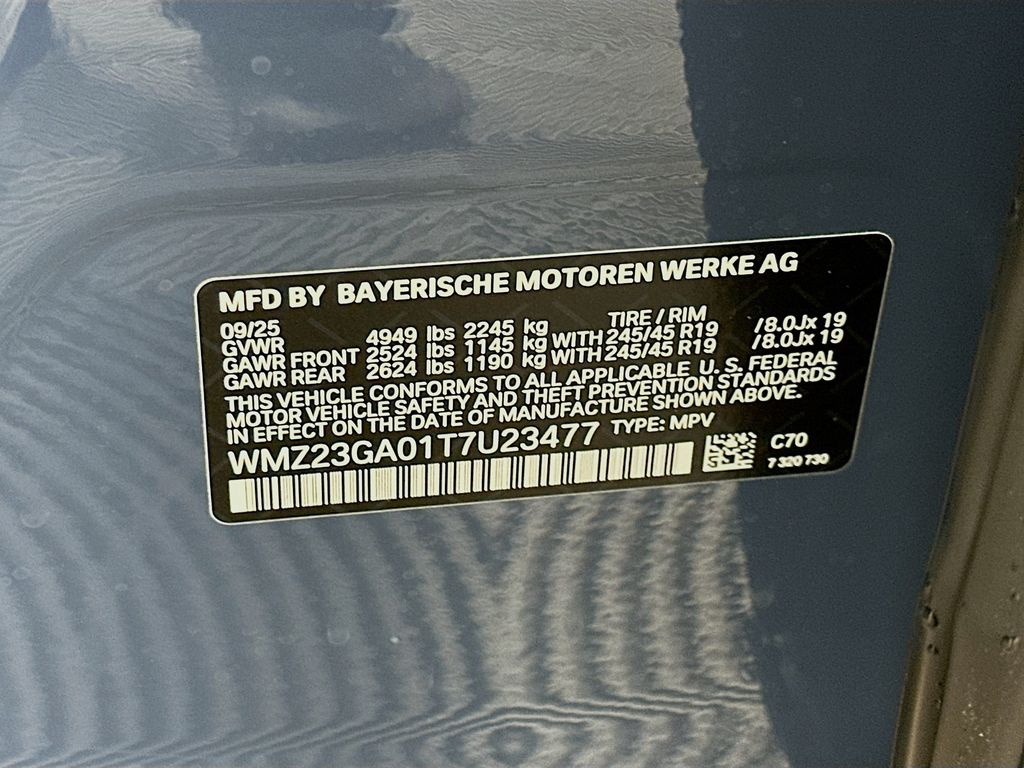 MFD BY BAYERISCHE MOTOREN WERKE AG
09/25 TIRE / RIM
GVWR 4949 lbs 2245 kg
GAWR FRONT 2524 lbs 1145 kg WITH 245/45 R19 /8.0Jx 19
GAWR REAR 2624 lbs 1190 kg WITH 245/45 R19 /8.0Jx 19
THIS VEHICLE CONFORMS TO ALL APPLICABLE U. S. FEDERAL
MOTOR VEHICLE SAFETY AND THEFT PREVENTION STANDARDS
IN EFFECT ON THE DATE OF MANUFACTURE SHOWN ABOVE.
WMZ23GA01T7U23477 TYPE: MPV
C70
7 320 730